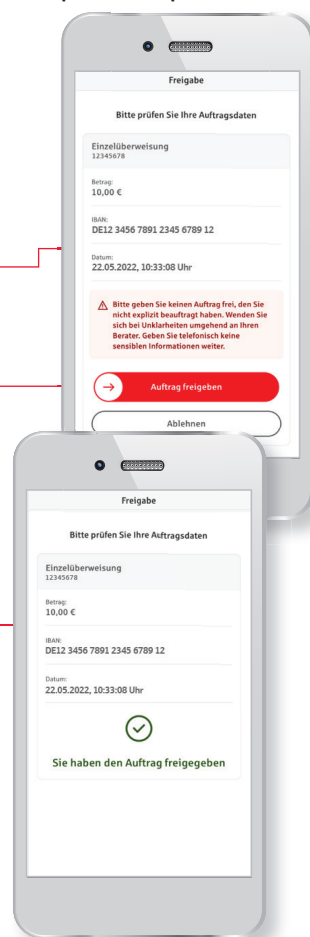 Freigabe
Bitte prüfen Sie Ihre Auftragsdaten
Einzelüberweisung
12345678
Betrag:
10,00 €
IBAN:
DE12 3456 7891 2345 6789 12
Datum:
22.05.2022, 10:33:08 Uhr
Bitte geben Sie keinen Auftrag frei, den Sie
nicht explizit beauftragt haben. Wenden Sie
sich bei Unklarheiten umgehend an Ihren
Berater. Geben Sie telefonisch keine
sensiblen Informationen weiter.
Auftrag freigeben
Ablehnen
Freigabe
Bitte prüfen Sie Ihre Auftragsdaten
Einzelüberweisung
12345678
Betrag:
10,00 €
IBAN:
DE12 3456 7891 2345 6789 12
Datum:
22.05.2022, 10:33:08 Uhr
Sie haben den Auftrag freigegeben